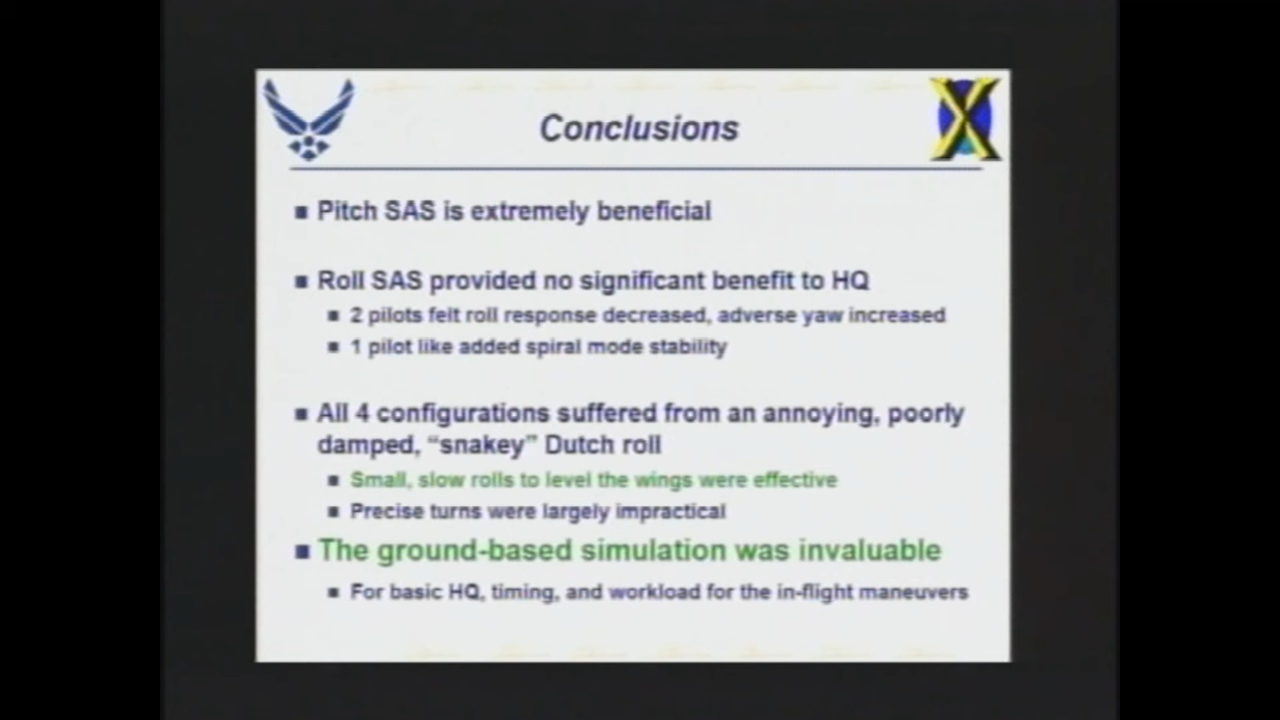 Conclusions
Pitch SAS is extremely beneficial
Roll SAS provided no significant benefit to HQ
2 pilots felt roll response decreased, adverse yaw increased
1 pilot like added spiral mode stability
All 4 configurations suffered from an annoying, poorly
damped, “snakey” Dutch roll
Small, slow rolls to level the wings were effective
Precise turns were largely impractical
The ground-based simulation was invaluable
For basic HQ, timing, and workload for the in-flight maneuvers
X